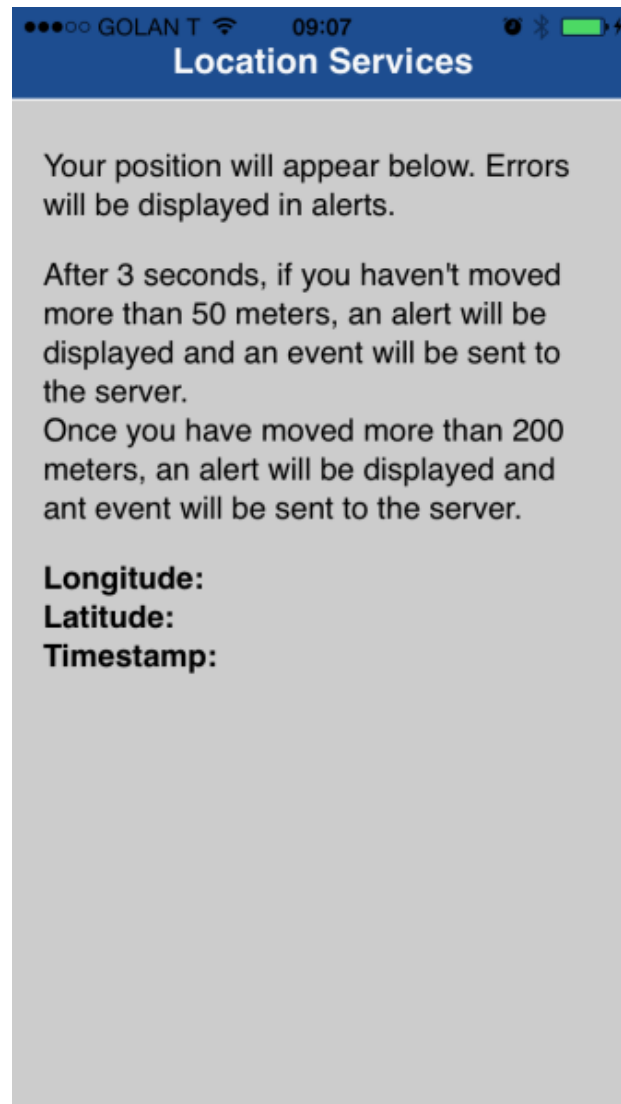 GOLAN T 09:07
Location Services
Your position will appear below. Errors
will be displayed in alerts.
After 3 seconds, if you haven't moved
more than 50 meters, an alert will be
displayed and an event will be sent to
the server.
Once you have moved more than 200
meters, an alert will be displayed and
ant event will be sent to the server.
Longitude:
Latitude:
Timestamp: